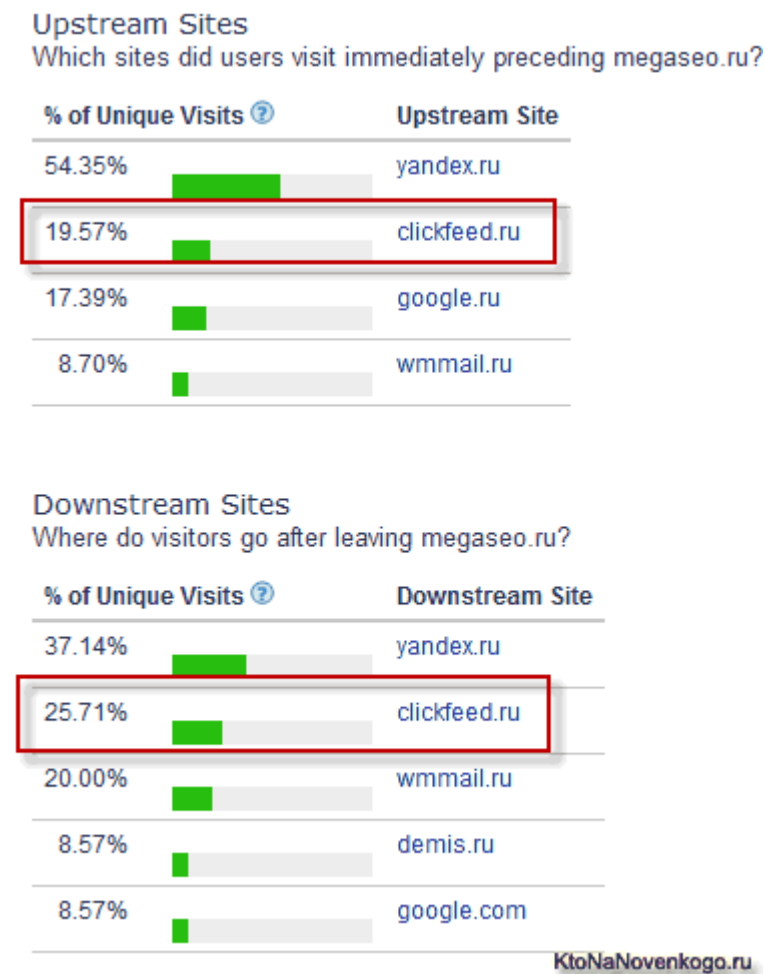 Upstream Sites
Which sites did users visit immediately preceding megaseo.ru?
% of Unique Visits ? Upstream Site
54.35% yandex.ru
19.57% clickfeed.ru
17.39% google.ru
8.70% wmmail.ru
Downstream Sites
Where do visitors go after leaving megaseo.ru?
% of Unique Visits ? Downstream Site
37.14% yandex.ru
25.71% clickfeed.ru
20.00% wmmail.ru
8.57% demis.ru
8.57% google.com
KtoNaNovenkogo.ru